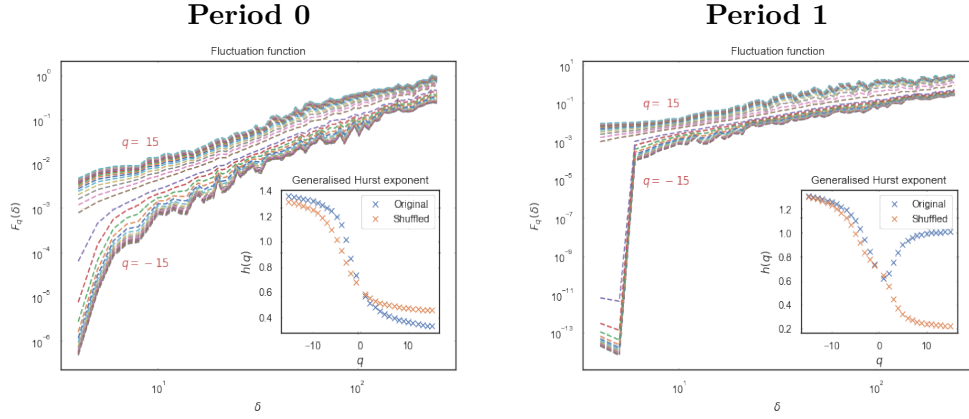 Period 0
Period 1
Fluctuation function
10^0
10^-1
10^-2
10^-3
10^-4
10^-5
10^-6
F_q(δ)
q = 15
q = −15
Generalised Hurst exponent
Original
Shuffled
1.4
1.2
1.0
0.8
0.6
0.4
h(q)
−10
0
10
q
10^1
10^2
δ
Fluctuation function
10^1
10^-1
10^-3
10^-5
10^-7
10^-9
10^-11
10^-13
F_q(δ)
q = 15
q = −15
Generalised Hurst exponent
Original
Shuffled
1.2
1.0
0.8
0.6
0.4
0.2
h(q)
−10
0
10
q
10^1
10^2
δ